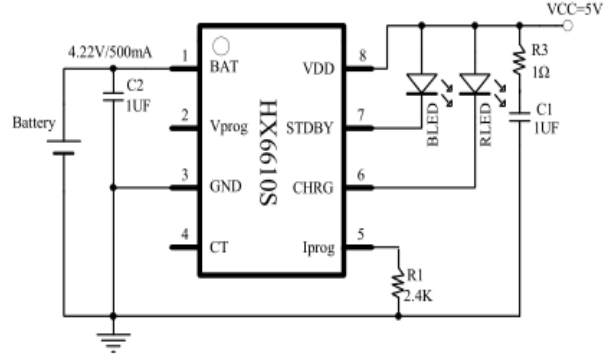 VCC=5V
4.22V/500mA
1
BAT
VDD
8
R3
1Ω
C2
1UF
C1
1UF
Battery
2
Vprog
STDBY
7
HX6610S
BLED
RLED
3
GND
CHRG
6
4
CT
Iprog
5
R1
2.4K